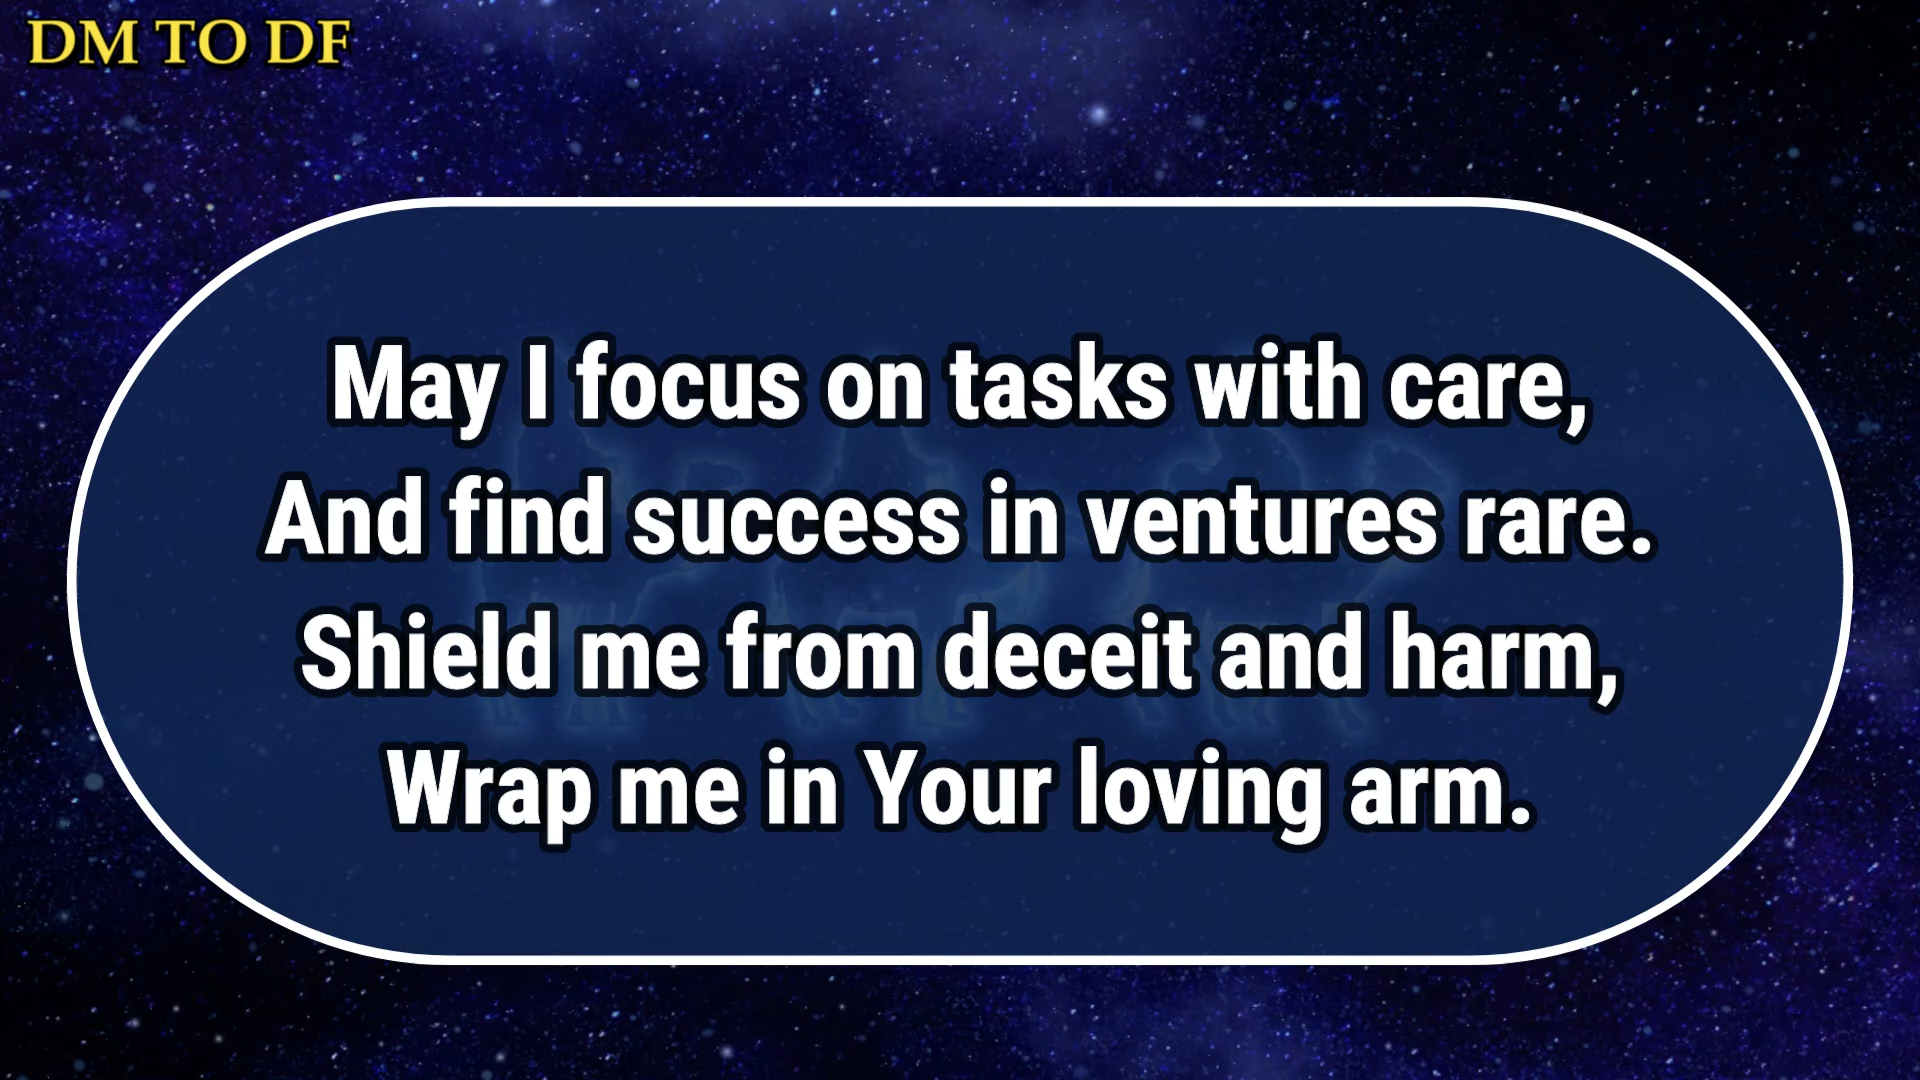 DM TO DF
May I focus on tasks with care,
And find success in ventures rare.
Shield me from deceit and harm,
Wrap me in Your loving arm.